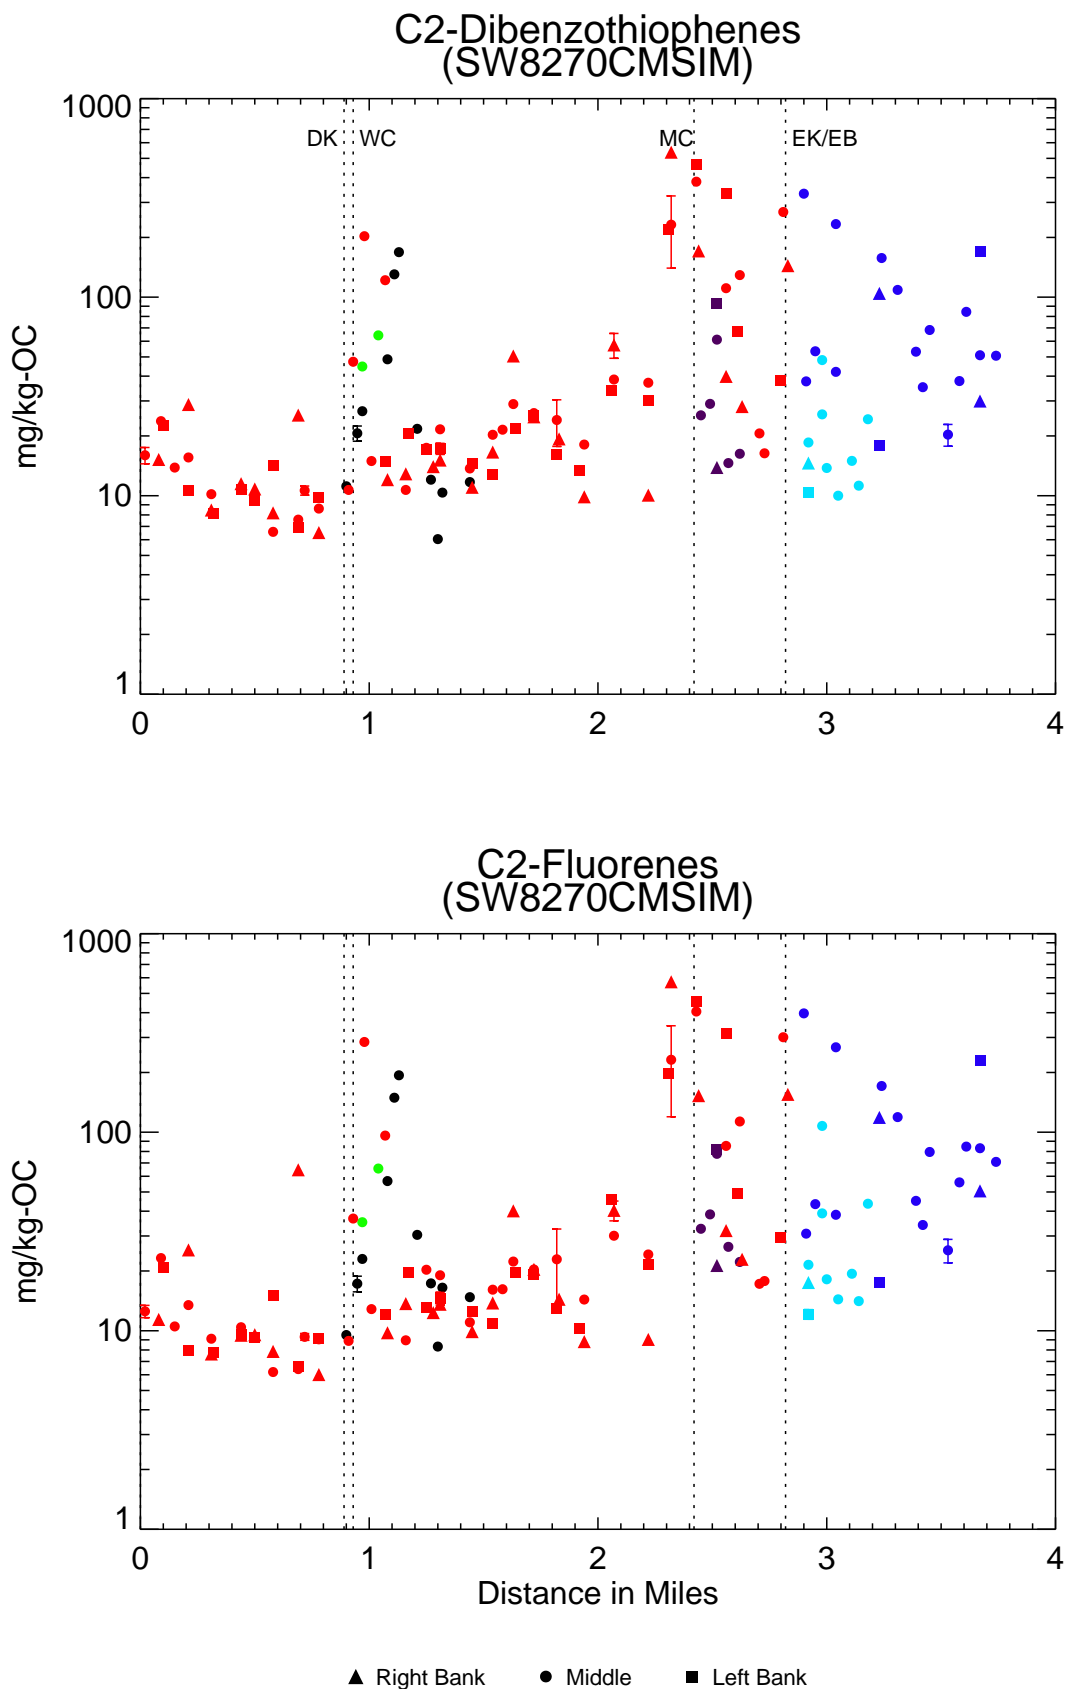 C2-Dibenzothiophenes
(SW8270CMSIM)
1000
DK WC MC EK/EB
100
mg/kg-OC
10
1
0 1 2 3 4
C2-Fluorenes
(SW8270CMSIM)
1000
100
mg/kg-OC
10
1
0 1 2 3 4
Distance in Miles
Right Bank Middle Left Bank